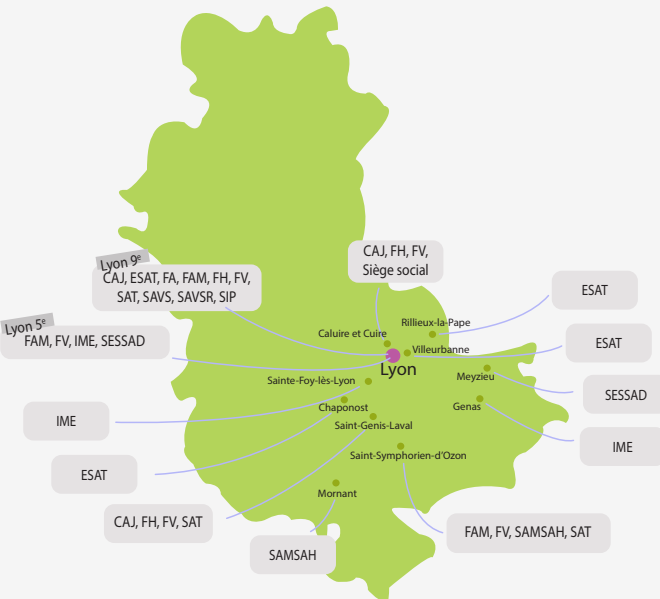 CAJ, FH, FV,
Siège social
Lyon 9e
CAJ, ESAT, FA, FAM, FH, FV,
SAT, SAVS, SAVSR, SIP
ESAT
Lyon 5e
FAM, FV, IME, SESSAD
Rillieux-la-Pape
Caluire et Cuire
Villeurbanne
ESAT
Lyon
Meyzieu
Sainte-Foy-lès-Lyon
SESSAD
Chaponost
Genas
IME
Saint-Genis-Laval
IME
Saint-Symphorien-d'Ozon
ESAT
Mornant
CAJ, FH, FV, SAT
FAM, FV, SAMSAH, SAT
SAMSAH